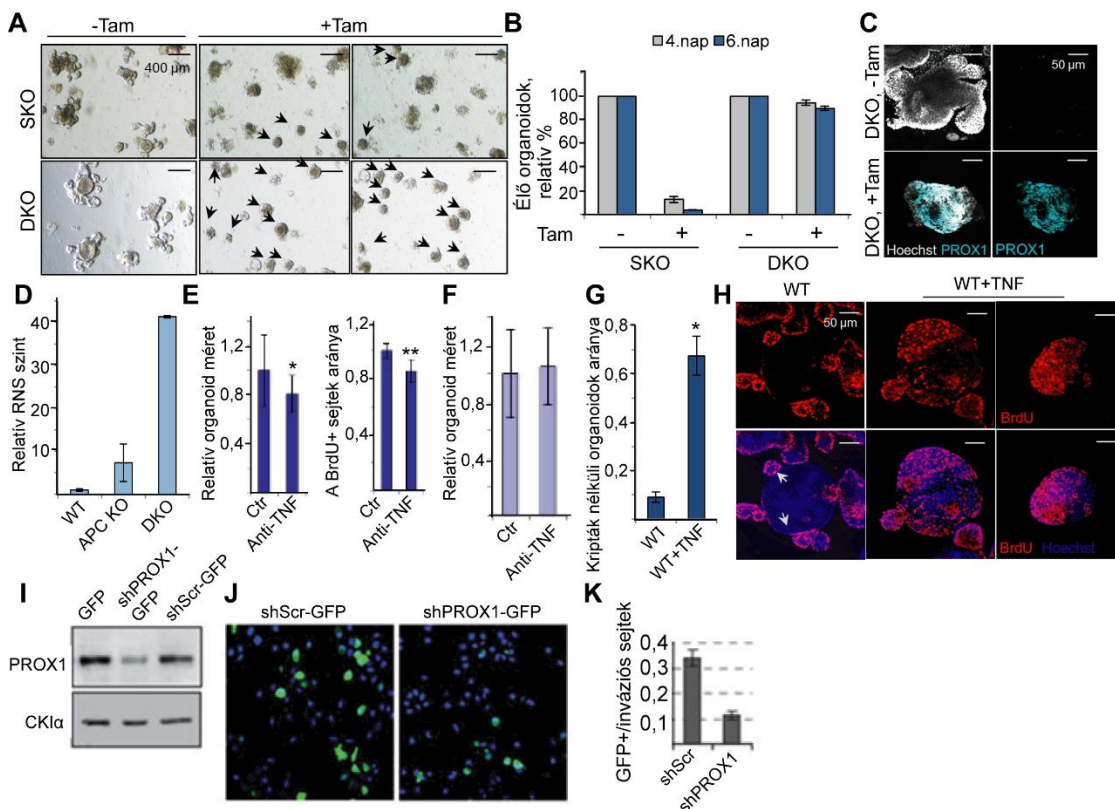 A
-Tam
+Tam
400 µm
SKO
DKO
B
4.nap
6.nap
Élő organoidok,
relatív %
100
80
60
40
20
Tam
-
+
-
+
SKO
DKO
C
50 µm
DKO, -Tam
DKO, +Tam
Hoechst PROX1
PROX1
D
Relatív RNS szint
40
30
10
WT
APC KO
DKO
E
Relatív organoid méret
1,2
0,8
0,4
*
Ctr
Anti-TNF
A BrdU+ sejtek aránya
1,2
0,8
0,4
**
Ctr
Anti-TNF
F
Relatív organoid méret
1,2
0,8
0,4
Ctr
Anti-TNF
G
Kripták nélküli organoidok aránya
0,8
0,6
0,4
0,2
0,0
*
WT
WT+TNF
H
WT
WT+TNF
50 µm
BrdU
BrdU Hoechst
I
GFP
shPROX1-
GFP
shScr-GFP
PROX1
CKIα
J
shScr-GFP
shPROX1-GFP
K
GFP+/inváziós sejtek
0,4
0,3
0,2
0,1
shScr
shPROX1